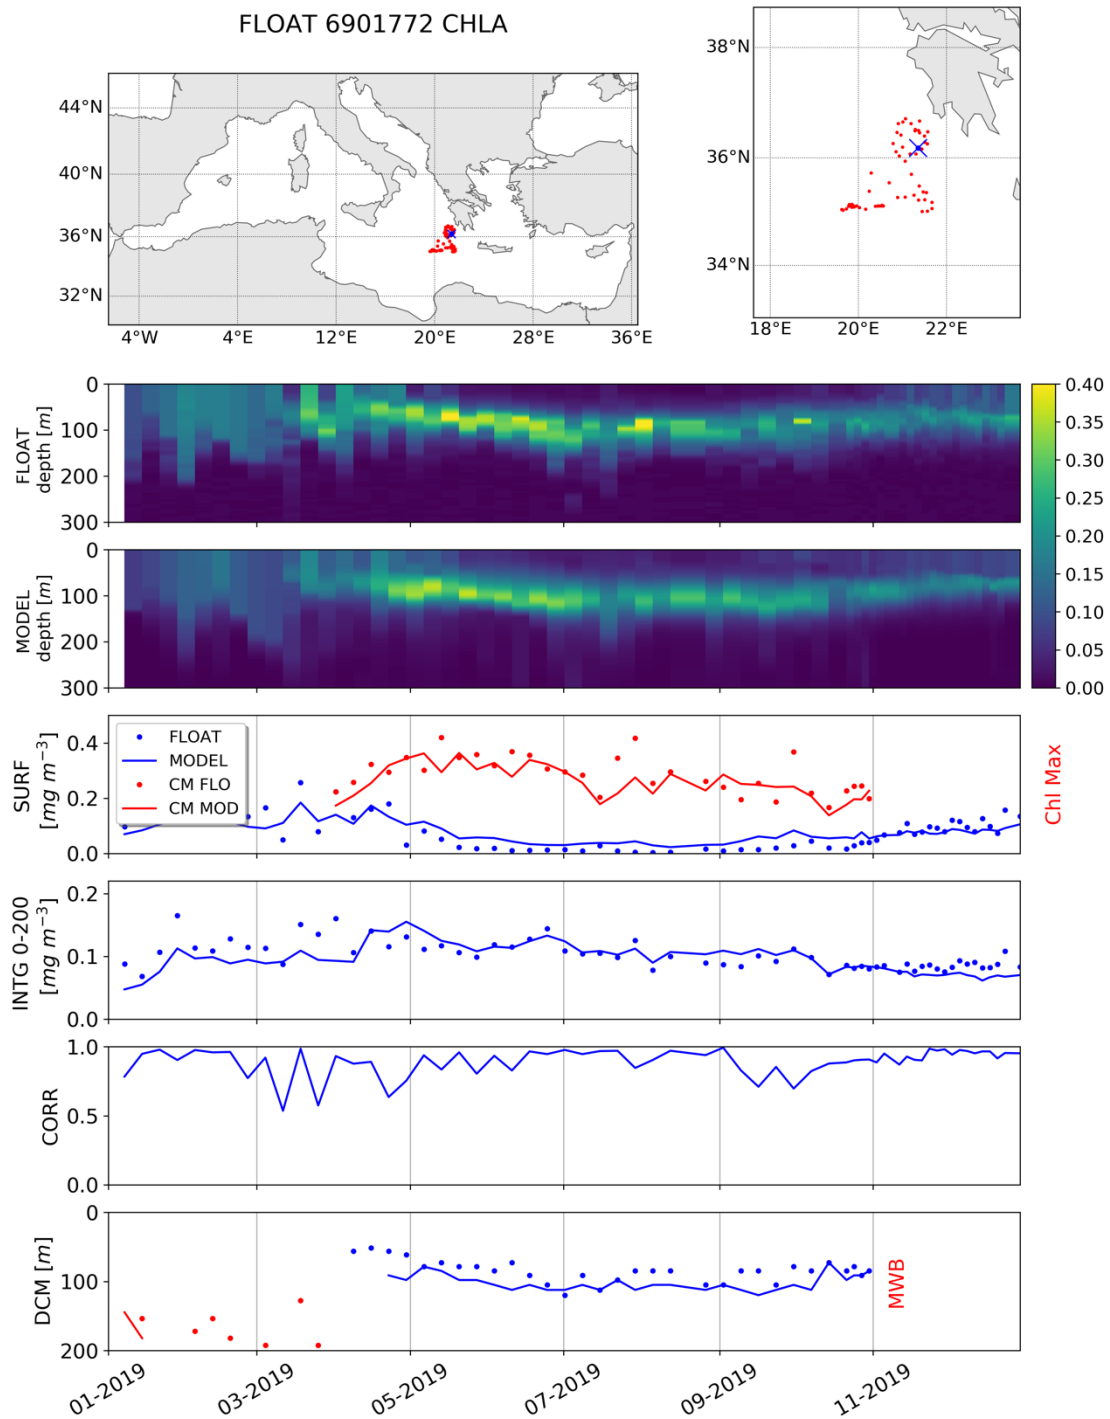 FLOAT 6901772 CHLA
44°N
40°N
36°N
32°N
4°W
4°E
12°E
20°E
28°E
36°E
38°N
36°N
34°N
18°E
20°E
22°E
FLOAT
depth [m]
0
100
200
300
MODEL
depth [m]
0
100
200
300
0.40
0.35
0.30
0.25
0.20
0.15
0.10
0.05
0.00
SURF
[mg m⁻³]
0.4
0.2
0.0
FLOAT
MODEL
CM FLO
CM MOD
Chl Max
INTG 0-200
[mg m⁻³]
0.2
0.1
0.0
CORR
1.0
0.5
0.0
DCM [m]
0
100
200
MWB
01-2019
03-2019
05-2019
07-2019
09-2019
11-2019